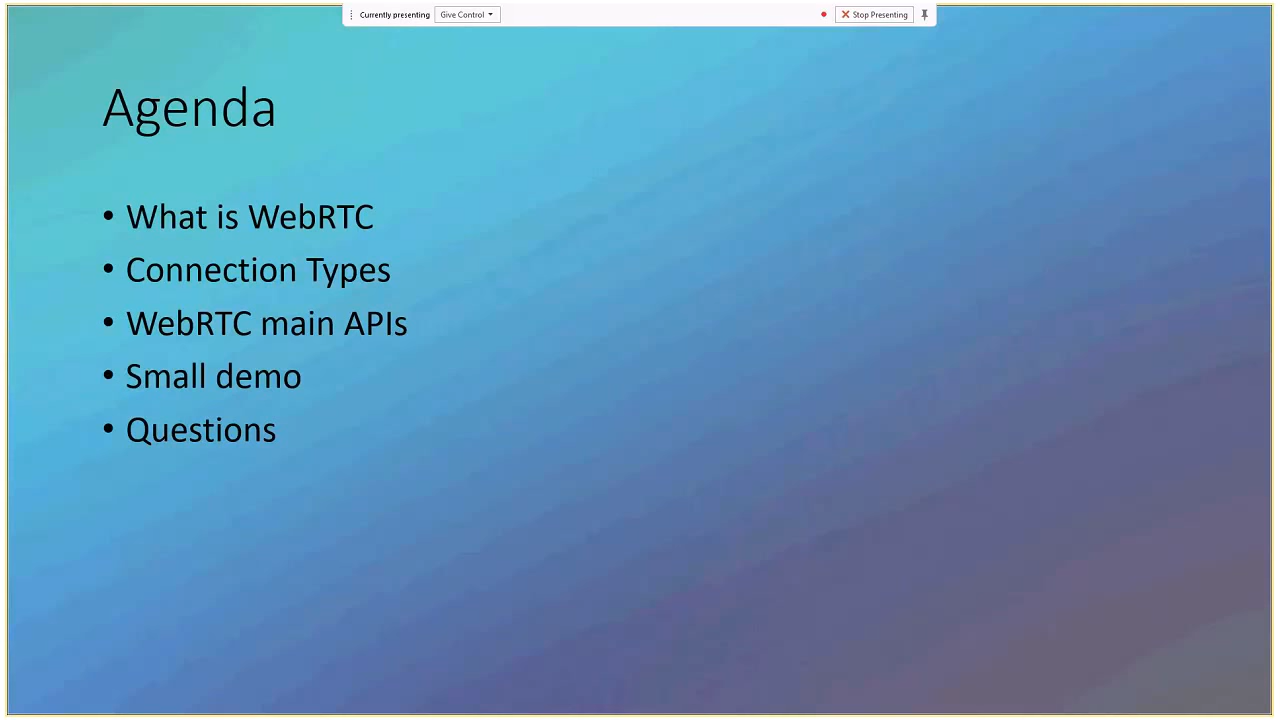 Currently presenting Give Control Stop Presenting
Agenda
• What is WebRTC
• Connection Types
• WebRTC main APIs
• Small demo
• Questions